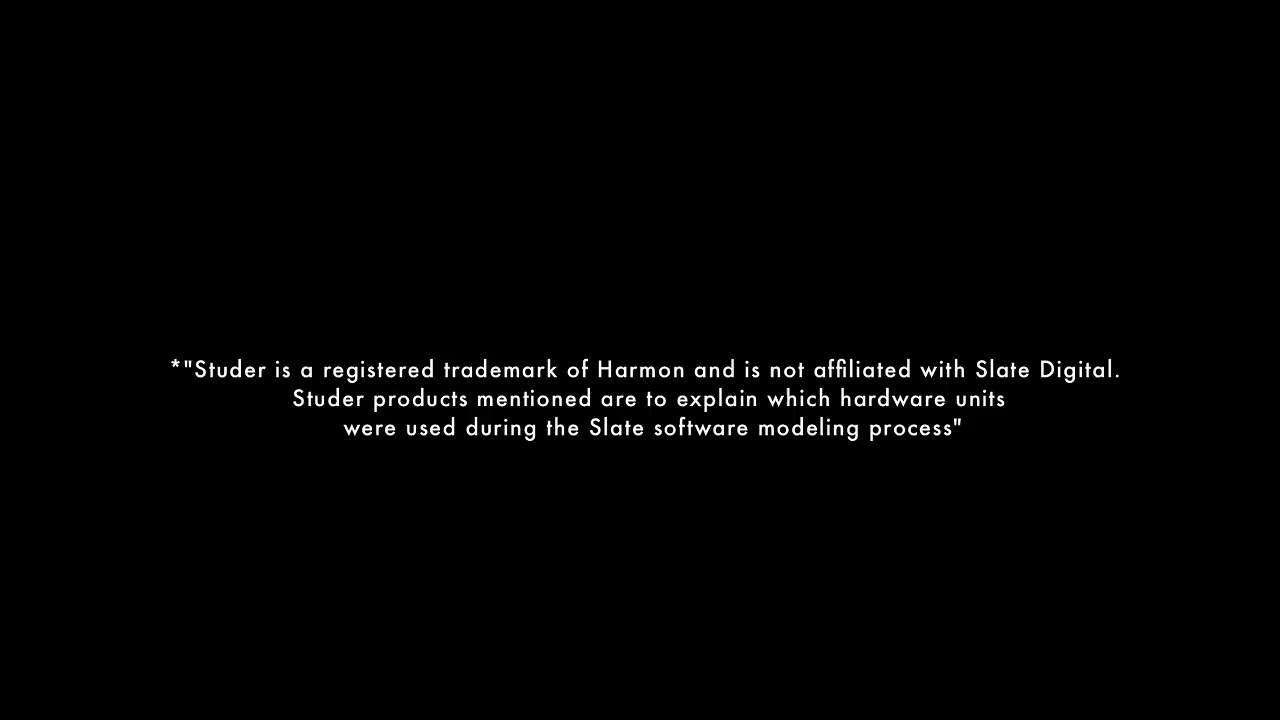 *"Studer is a registered trademark of Harmon and is not affiliated with Slate Digital.
Studer products mentioned are to explain which hardware units
were used during the Slate software modeling process"